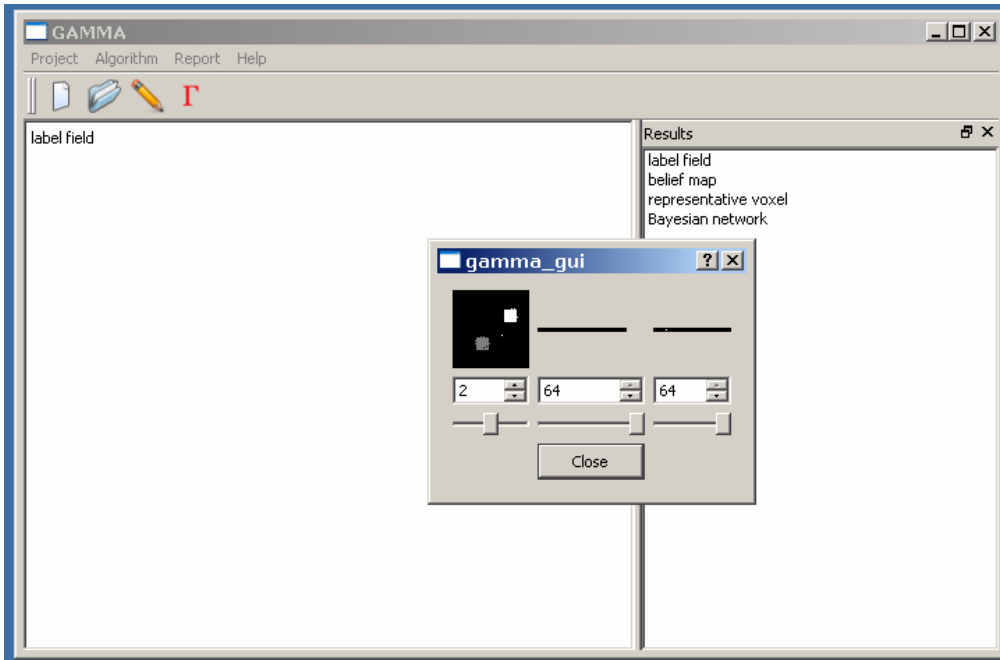 GAMMA
Project Algorithm Report Help
Γ
label field
Results
label field
belief map
representative voxel
Bayesian network
gamma_gui
2 64 64
Close